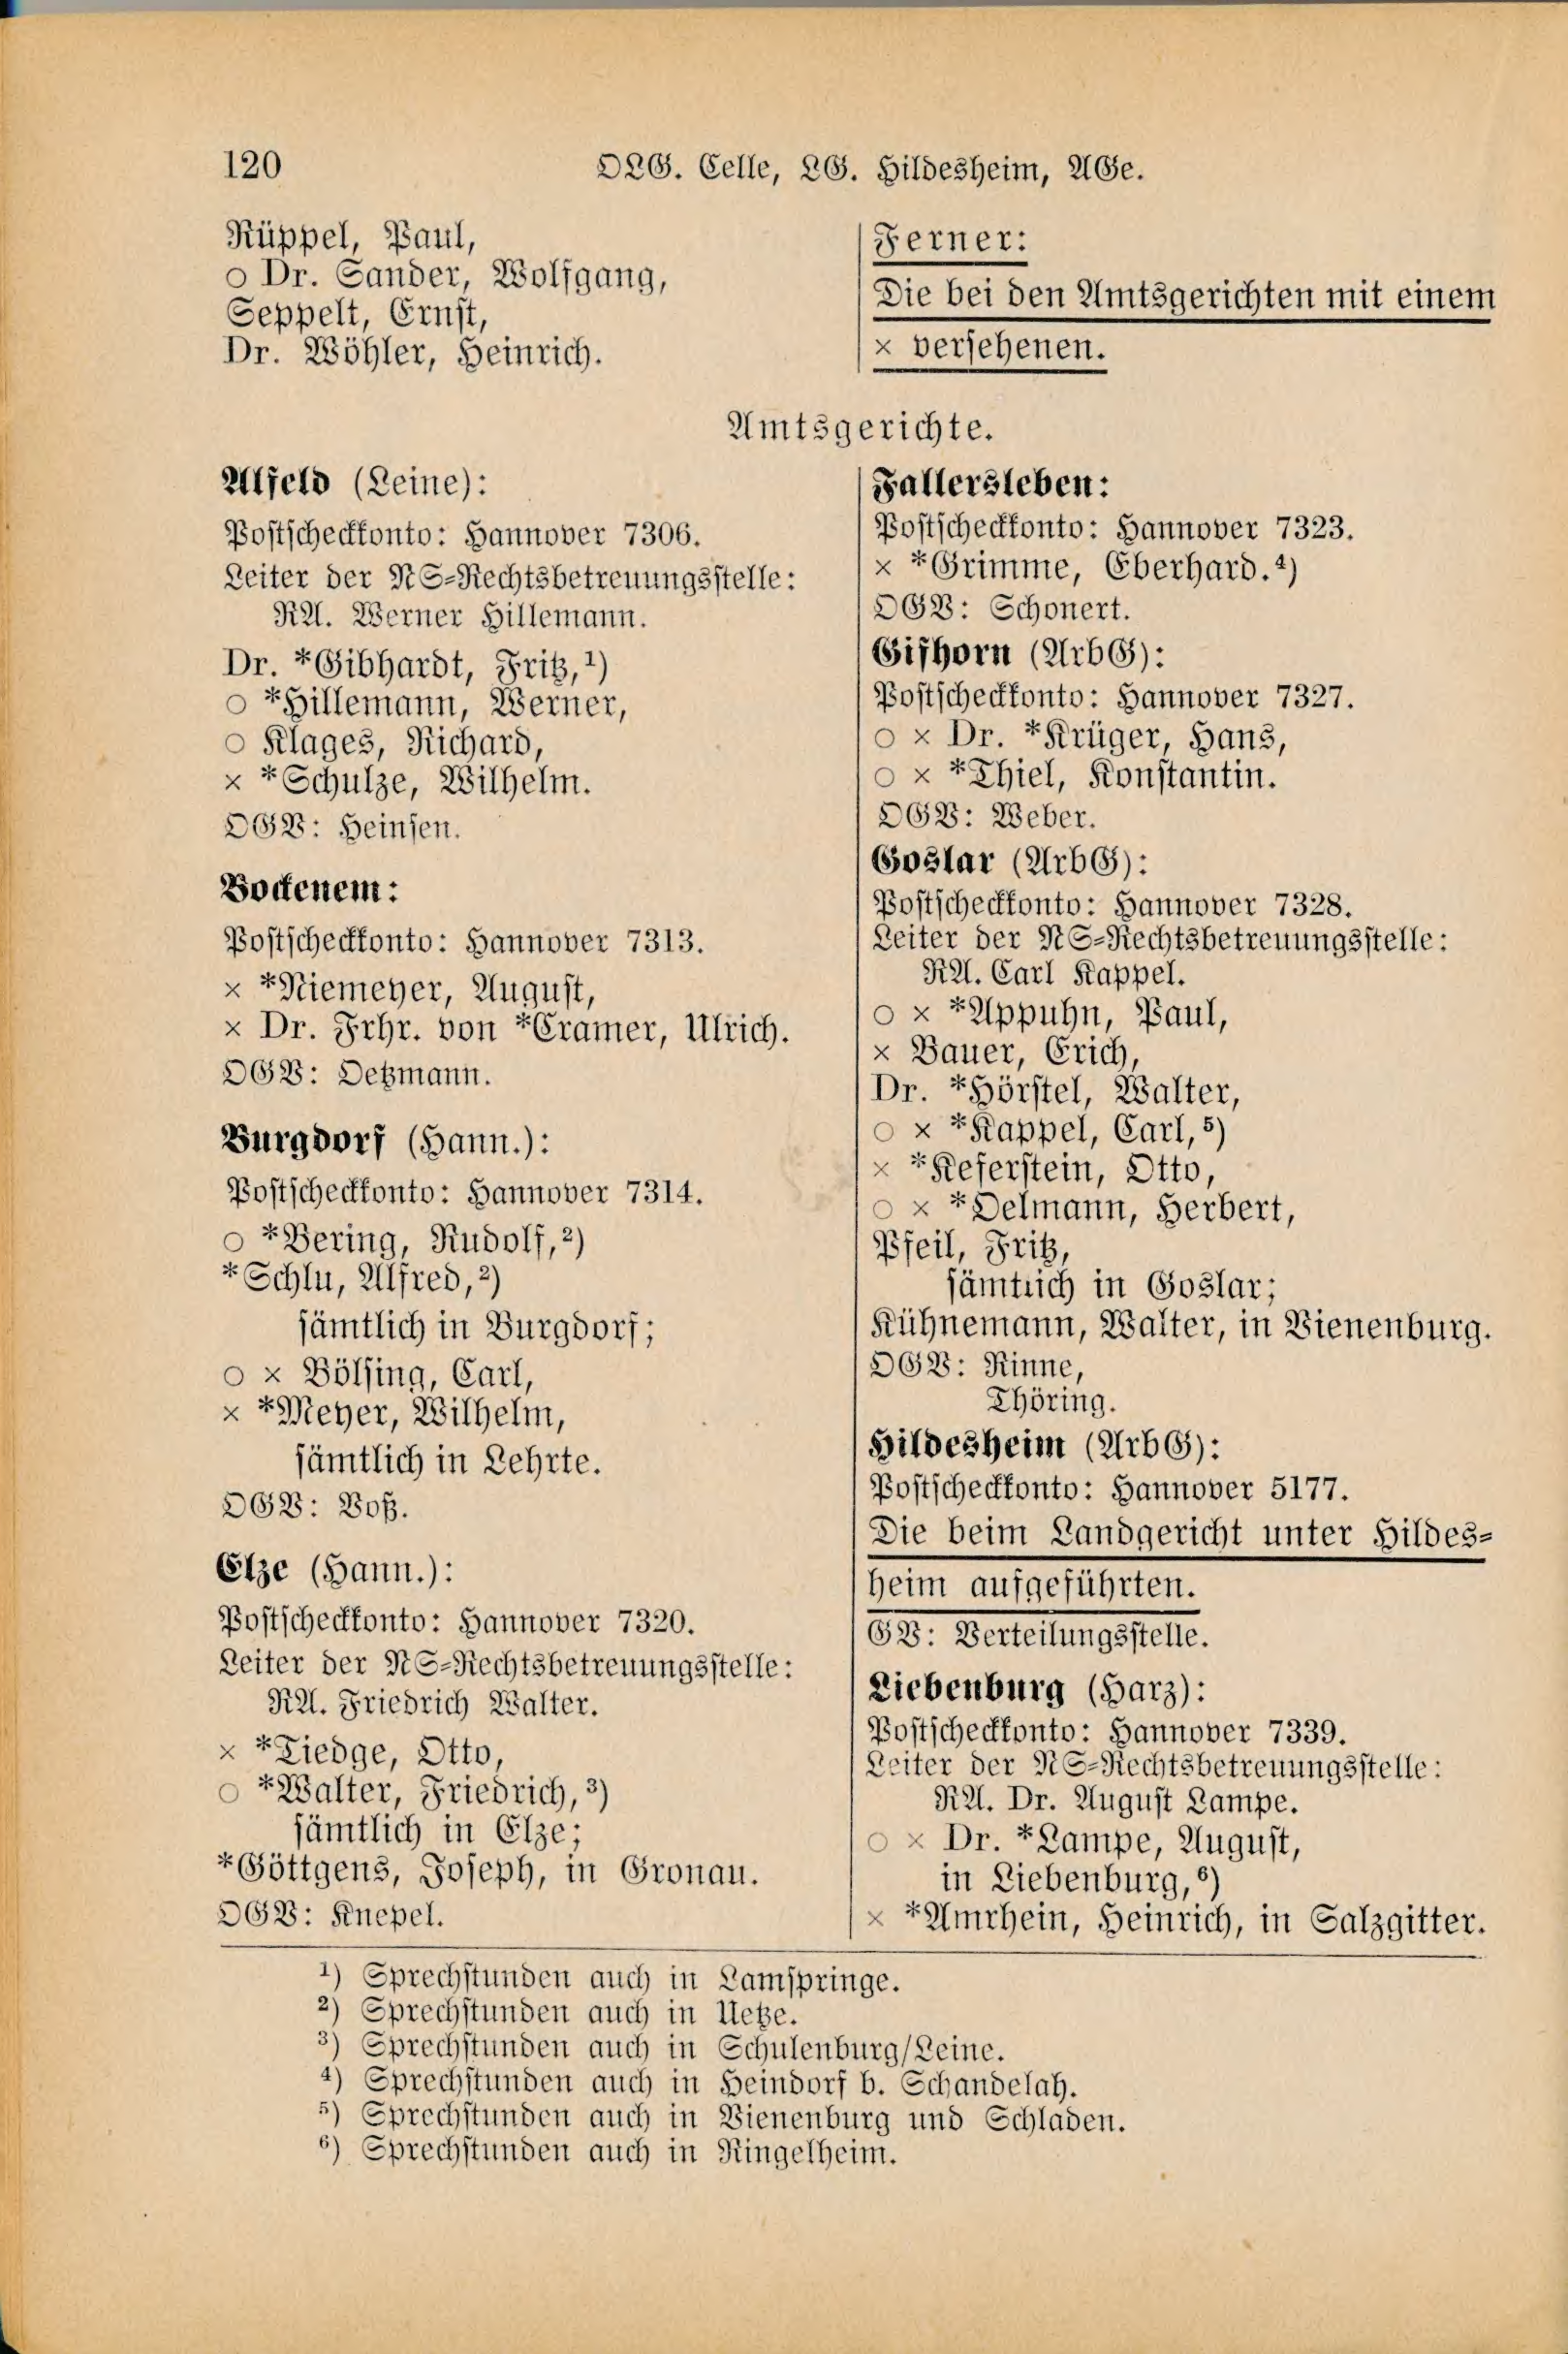 120
OLG. Celle, LG. Hildesheim, AGe.
Rüppel, Paul,
○ Dr. Sander, Wolfgang,
Seppelt, Ernst,
Dr. Wöhler, Heinrich.
Ferner:
Die bei den Amtsgerichten mit einem
× versehenen.
Amtsgerichte.
Alfeld (Leine):
Postscheckkonto: Hannover 7306.
Leiter der NS-Rechtsbetreuungsstelle:
RA. Werner Hillemann.
Dr. *Gibhardt, Fritz,¹)
○ *Hillemann, Werner,
○ Klages, Richard,
× *Schulze, Wilhelm.
OGV: Heinsen.
Bockenem:
Postscheckkonto: Hannover 7313.
× *Niemeyer, August,
× Dr. Frhr. von *Cramer, Ulrich.
OGV: Detzmann.
Burgdorf (Hann.):
Postscheckkonto: Hannover 7314.
○ *Bering, Rudolf,²)
*Schlu, Alfred,²)
sämtlich in Burgdorf;
○ × Bölsing, Carl,
× *Meyer, Wilhelm,
sämtlich in Lehrte.
OGV: Voß.
Elze (Hann.):
Postscheckkonto: Hannover 7320.
Leiter der NS-Rechtsbetreuungsstelle:
RA. Friedrich Walter.
× *Tiedge, Otto,
○ *Walter, Friedrich,³)
sämtlich in Elze;
*Göttgens, Joseph, in Gronau.
OGV: Knepel.
Fallersleben:
Postscheckkonto: Hannover 7323.
× *Grimme, Eberhard.⁴)
OGV: Schonert.
Gifhorn (ArbG):
Postscheckkonto: Hannover 7327.
○ × Dr. *Krüger, Hans,
○ × *Thiel, Konstantin.
OGV: Weber.
Goslar (ArbG):
Postscheckkonto: Hannover 7328.
Leiter der NS-Rechtsbetreuungsstelle:
RA. Carl Kappel.
○ × *Appuhn, Paul,
× Bauer, Erich,
Dr. *Hörstel, Walter,
○ × *Kappel, Carl,⁵)
× *Keferstein, Otto,
○ × *Oelmann, Herbert,
Pfeil, Fritz,
sämtlich in Goslar;
Kühnemann, Walter, in Vienenburg.
OGV: Rinne,
Thöring.
Hildesheim (ArbG):
Postscheckkonto: Hannover 5177.
Die beim Landgericht unter Hildes-
heim aufgeführten.
GV: Verteilungsstelle.
Liebenburg (Harz):
Postscheckkonto: Hannover 7339.
Leiter der NS-Rechtsbetreuungsstelle:
RA. Dr. August Lampe.
○ × Dr. *Lampe, August,
in Liebenburg,⁶)
× *Amrhein, Heinrich, in Salzgitter.
¹) Sprechstunden auch in Lamspringe.
²) Sprechstunden auch in Uetze.
³) Sprechstunden auch in Schulenburg/Leine.
⁴) Sprechstunden auch in Heindorf b. Schandelah.
⁵) Sprechstunden auch in Vienenburg und Schladen.
⁶) Sprechstunden auch in Ringelheim.